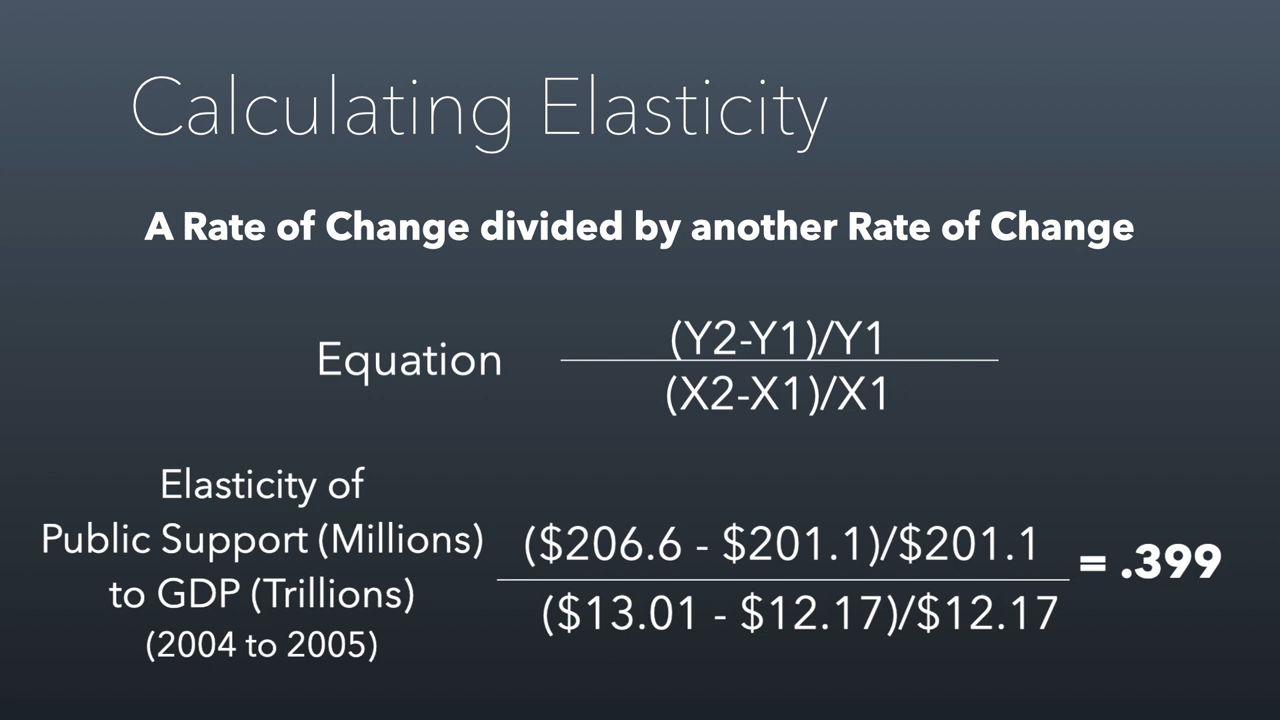 Calculating Elasticity
A Rate of Change divided by another Rate of Change
Equation
(Y2-Y1)/Y1
(X2-X1)/X1
Elasticity of
Public Support (Millions)
to GDP (Trillions)
(2004 to 2005)
($206.6 - $201.1)/$201.1
($13.01 - $12.17)/$12.17
= .399